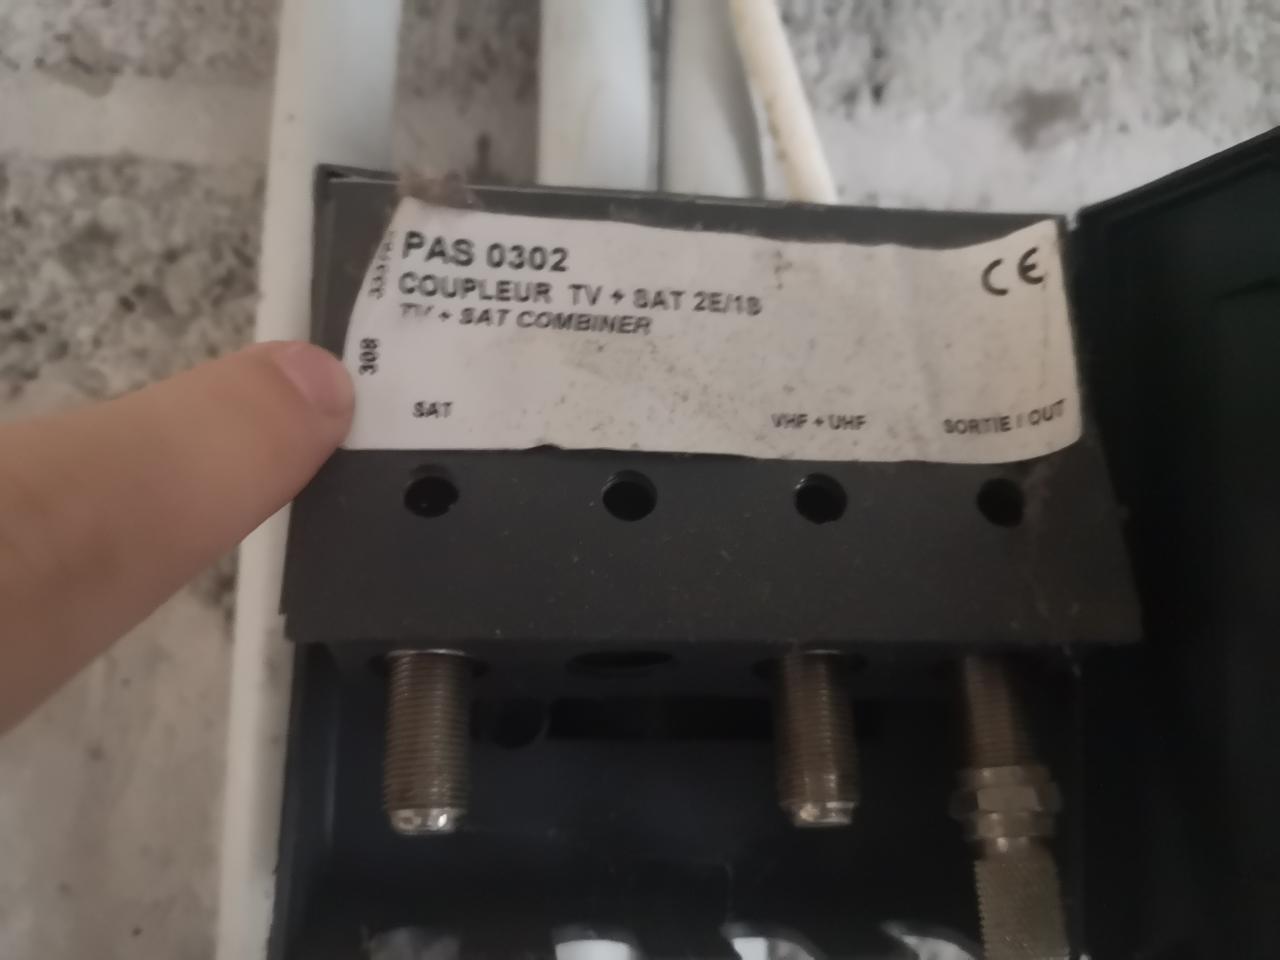 PAS 0302
COUPLEUR TV + SAT 2E/1S
TV + SAT COMBINER
CE
308
SAT
VHF + UHF
SORTIE / OUT